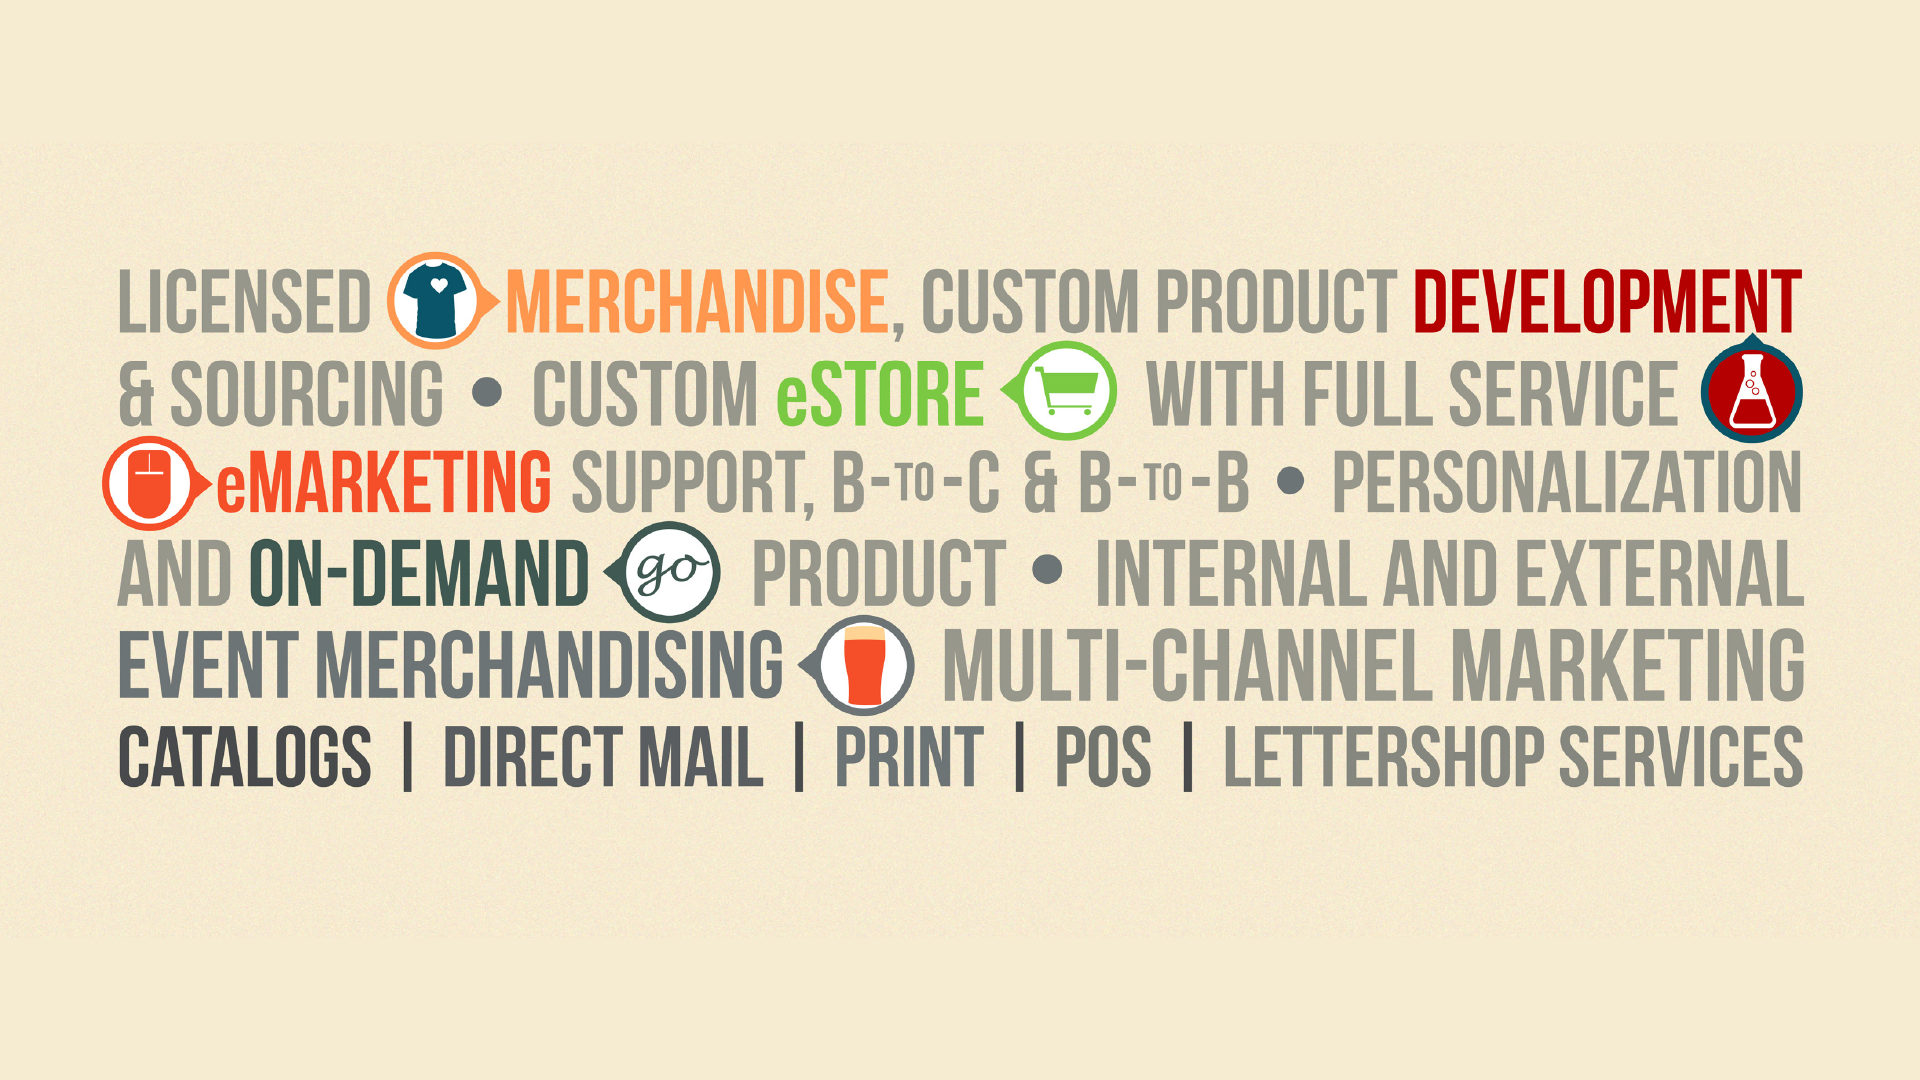 LICENSED MERCHANDISE, CUSTOM PRODUCT DEVELOPMENT
& SOURCING • CUSTOM eSTORE WITH FULL SERVICE
eMARKETING SUPPORT, B-TO-C & B-TO-B • PERSONALIZATION
AND ON-DEMAND go PRODUCT • INTERNAL AND EXTERNAL
EVENT MERCHANDISING MULTI-CHANNEL MARKETING
CATALOGS | DIRECT MAIL | PRINT | POS | LETTERSHOP SERVICES